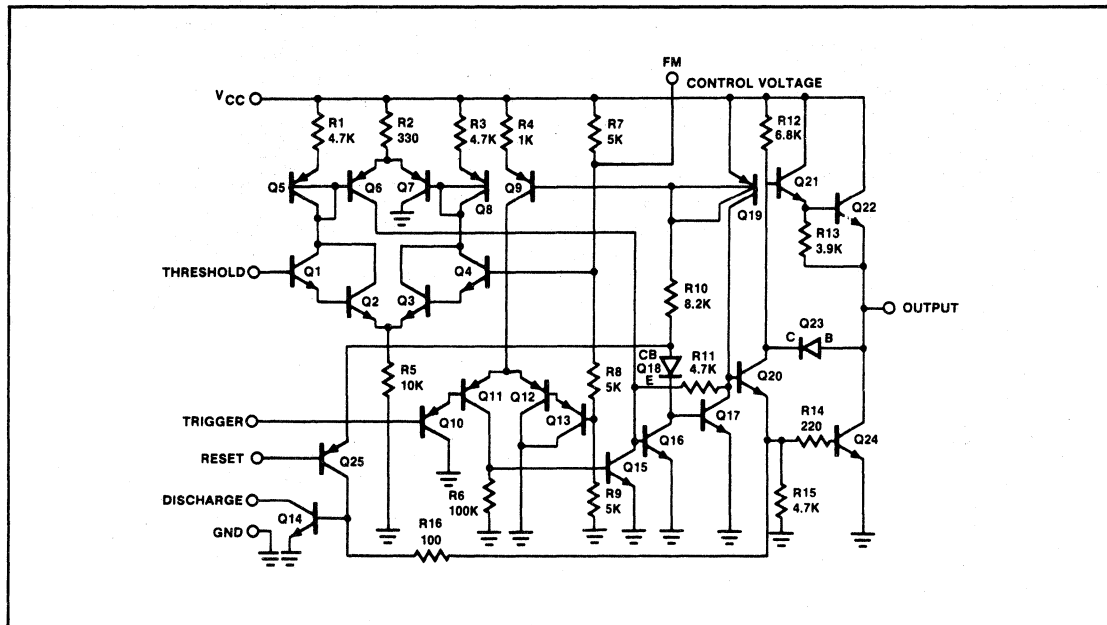 FM
CONTROL VOLTAGE
VCC
R1
4.7K
R2
330
R3
4.7K
R4
1K
R7
5K
R12
6.8K
Q5
Q6
Q7
Q8
Q9
Q19
Q21
Q22
R13
3.9K
THRESHOLD
Q1
Q2
Q3
Q4
R10
8.2K
OUTPUT
Q23
C
B
R5
10K
Q11
Q12
R8
5K
CB
Q18
E
R11
4.7K
Q20
TRIGGER
Q10
Q13
Q17
R14
220
RESET
Q25
Q15
Q16
Q24
DISCHARGE
Q14
R6
100K
R9
5K
R15
4.7K
GND
R16
100